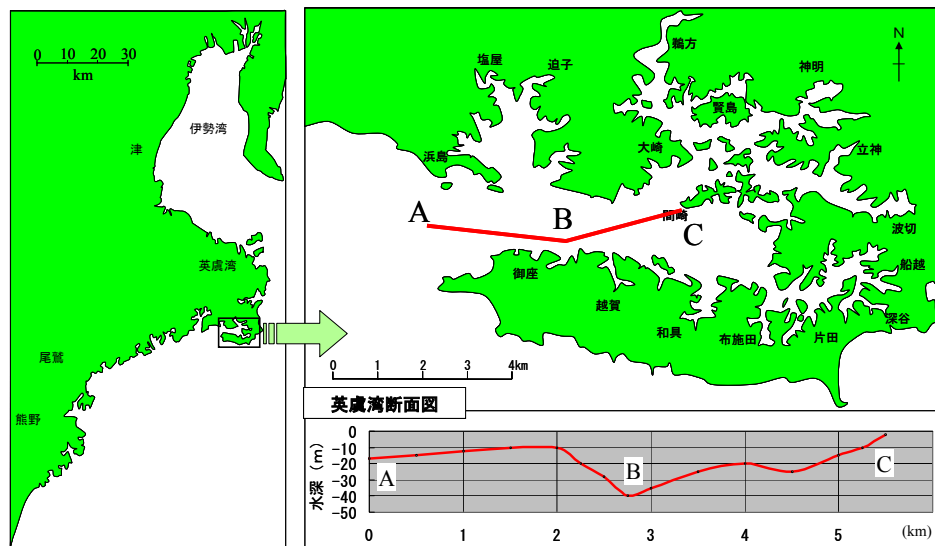 0 10 20 30
km
伊勢湾
津
英虞湾
尾鷲
熊野
N
鵜方
塩屋
迫子
神明
賢島
浜島
大崎
立神
A
B
間崎
C
波切
御座
船越
越賀
和具
布施田
片田
深谷
0 1 2 3 4km
英虞湾断面図
水深（m）
0
-10
-20
-30
-40
-50
A
B
C
0 1 2 3 4 5 (km)